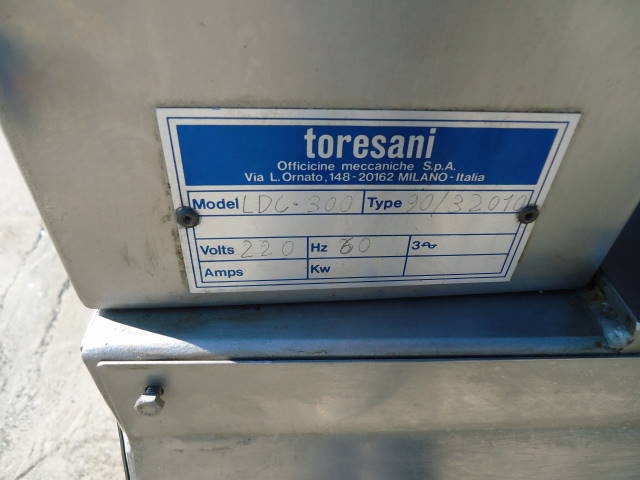 toresani
Officicine meccaniche S.p.A.
Via L.Ornato,148-20162 MILANO-Italia
Model LDC-300 Type 90/32010
Volts 220 Hz 60 3~
Amps Kw